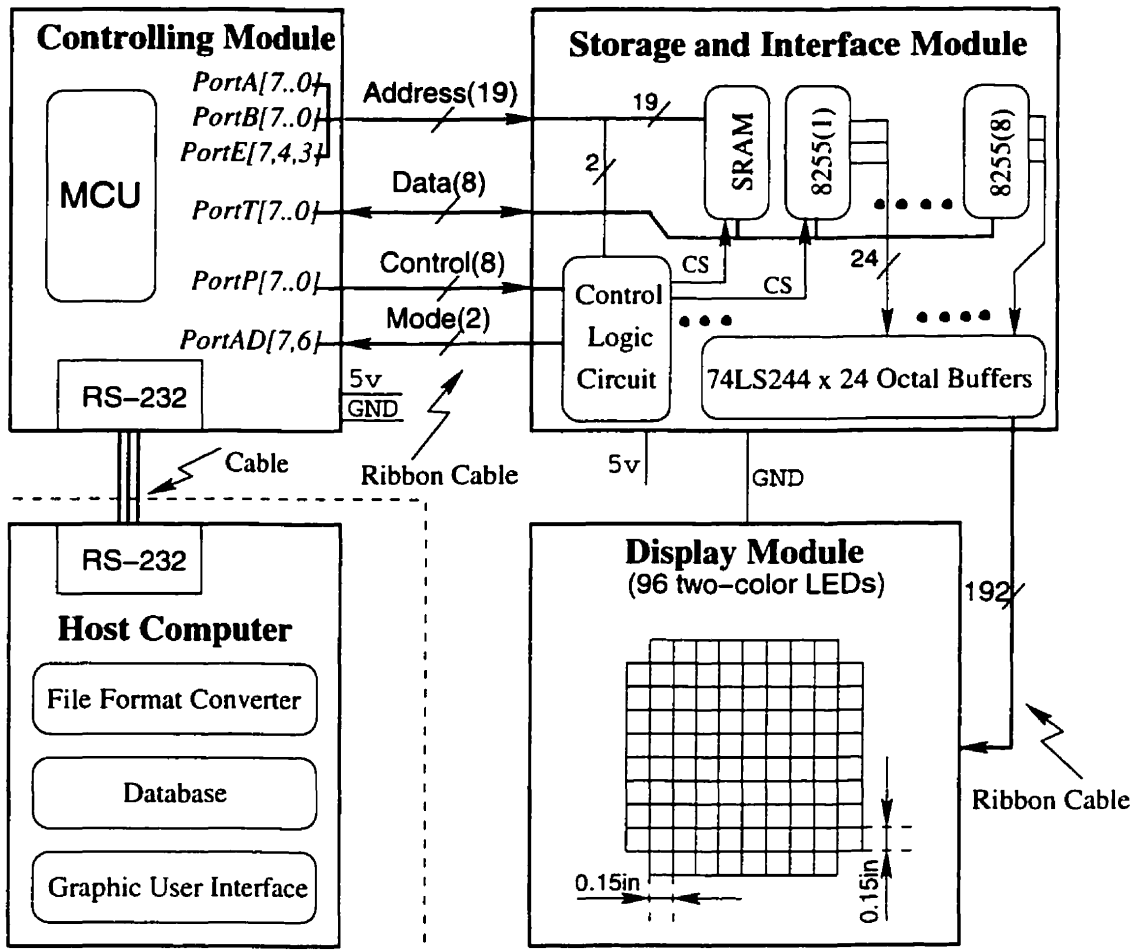 Controlling Module
PortA[7..0]
PortB[7..0]
PortE[7,4,3]
MCU
PortT[7..0]
PortP[7..0]
PortAD[7,6]
RS-232
5v
GND
Address(19)
Data(8)
Control(8)
Mode(2)
Ribbon Cable
Cable
Storage and Interface Module
19
2
SRAM
8255(1)
8255(8)
24
CS
CS
Control
Logic
Circuit
74LS244 x 24 Octal Buffers
5v
GND
192
Ribbon Cable
RS-232
Host Computer
File Format Converter
Database
Graphic User Interface
Display Module
(96 two-color LEDs)
0.15in
0.15in